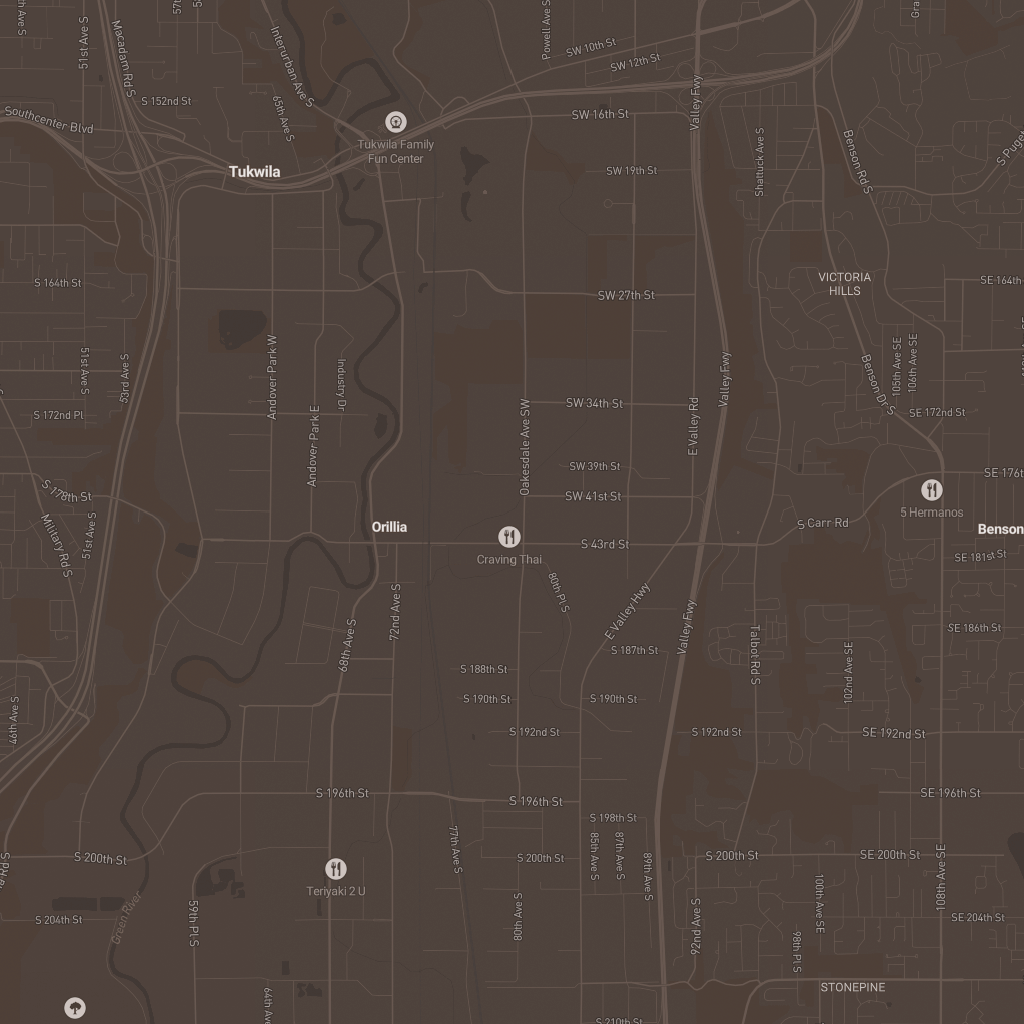 51st Ave S
Macadam Rd S
Interurban Ave S
Powell Ave S
SW 10th St
SW 12th St
S 152nd St
65th Ave S
Southcenter Blvd
SW 16th St
Valley Fwy
Tukwila Family
Fun Center
Tukwila
SW 19th St
Shattuck Ave S
Benson Rd S
S Puget
S 164th St
SW 27th St
VICTORIA
HILLS
SE 164th
51st Ave S
53rd Ave S
Andover Park W
Industry Dr
Valley Fwy
105th Ave SE
106th Ave SE
Benson Dr S
S 172nd Pl
Andover Park E
Oakesdale Ave SW
SW 34th St
E Valley Rd
SE 172nd St
SW 39th St
SE 176t
S 178th St
SW 41st St
5 Hermanos
Military Rd S
51st Ave S
Orillia
S Carr Rd
Benson
S 43rd St
Craving Thai
SE 181st St
80th Pl S
72nd Ave S
E Valley Hwy
68th Ave S
Valley Fwy
Talbot Rd S
SE 186th St
S 187th St
S 188th St
102nd Ave SE
46th Ave S
S 190th St
S 190th St
S 192nd St
S 192nd St
SE 192nd St
S 196th St
S 196th St
SE 196th St
S 198th St
77th Ave S
85th Ave S
87th Ave S
89th Ave S
S 200th St
S 200th St
S 200th St
SE 200th St
108th Ave SE
Teriyaki 2 U
100th Ave SE
S 204th St
Green River
59th Pl S
80th Ave S
92nd Ave S
98th Pl S
SE 204th St
64th Ave
STONEPINE
S 210th St